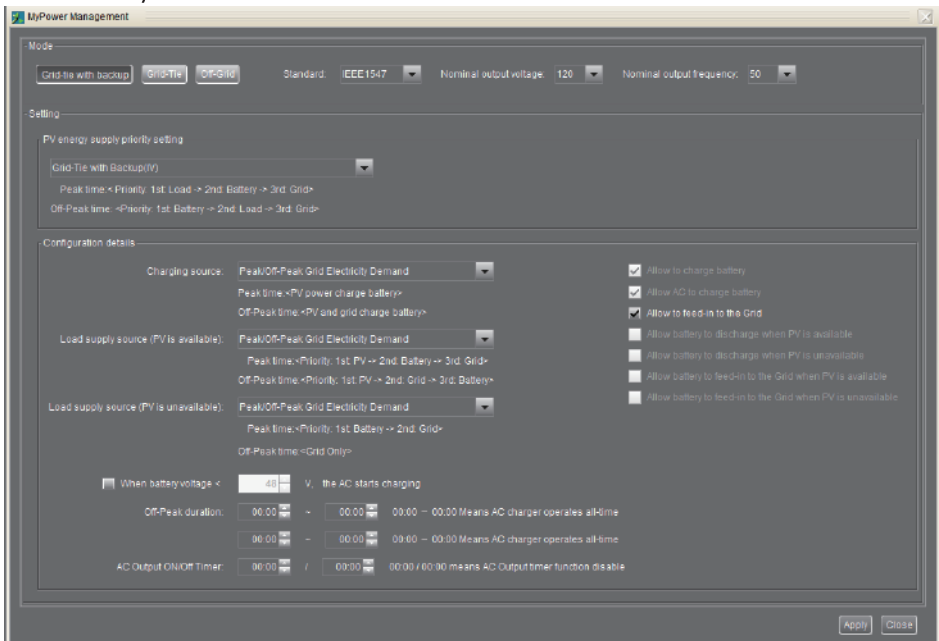 MyPower Management
Mode
Grid-tie with backup Grid-Tie Off-Grid Standard: IEEE1547 Nominal output voltage: 120 Nominal output frequency: 50
Setting
PV energy supply priority setting
Grid-Tie with Backup(IV)
Peak time:< Priority: 1st: Load -> 2nd: Battery -> 3rd: Grid>
Off-Peak time: <Priority: 1st: Battery -> 2nd: Load -> 3rd: Grid>
Configuration details
Charging source: Peak/Off-Peak Grid Electricity Demand Allow to charge battery
Peak time:<PV power charge battery> Allow AC to charge battery
Off-Peak time:<PV and grid charge battery> Allow to feed-in to the Grid
Load supply source (PV is available): Peak/Off-Peak Grid Electricity Demand Allow battery to discharge when PV is available
Peak time:<Priority: 1st: PV -> 2nd: Battery -> 3rd: Grid> Allow battery to discharge when PV is unavailable
Off-Peak time:<Priority: 1st: PV -> 2nd: Grid -> 3rd: Battery> Allow battery to feed-in to the Grid when PV is available
Load supply source (PV is unavailable): Peak/Off-Peak Grid Electricity Demand Allow battery to feed-in to the Grid when PV is unavailable
Peak time:<Priority: 1st: Battery -> 2nd: Grid>
Off-Peak time:<Grid Only>
When battery voltage < 48 V, the AC starts charging
Off-Peak duration: 00:00 ~ 00:00 00:00 ~ 00:00 Means AC charger operates all-time
00:00 ~ 00:00 00:00 ~ 00:00 Means AC charger operates all-time
AC Output ON/Off Timer: 00:00 / 00:00 00:00 / 00:00 means AC Output timer function disable
Apply Close